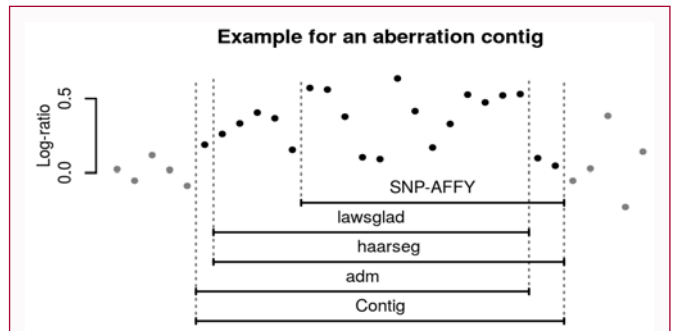 Example for an aberration contig
Log-ratio
0.5
0.0
SNP-AFFY
lawsglad
haarseg
adm
Contig